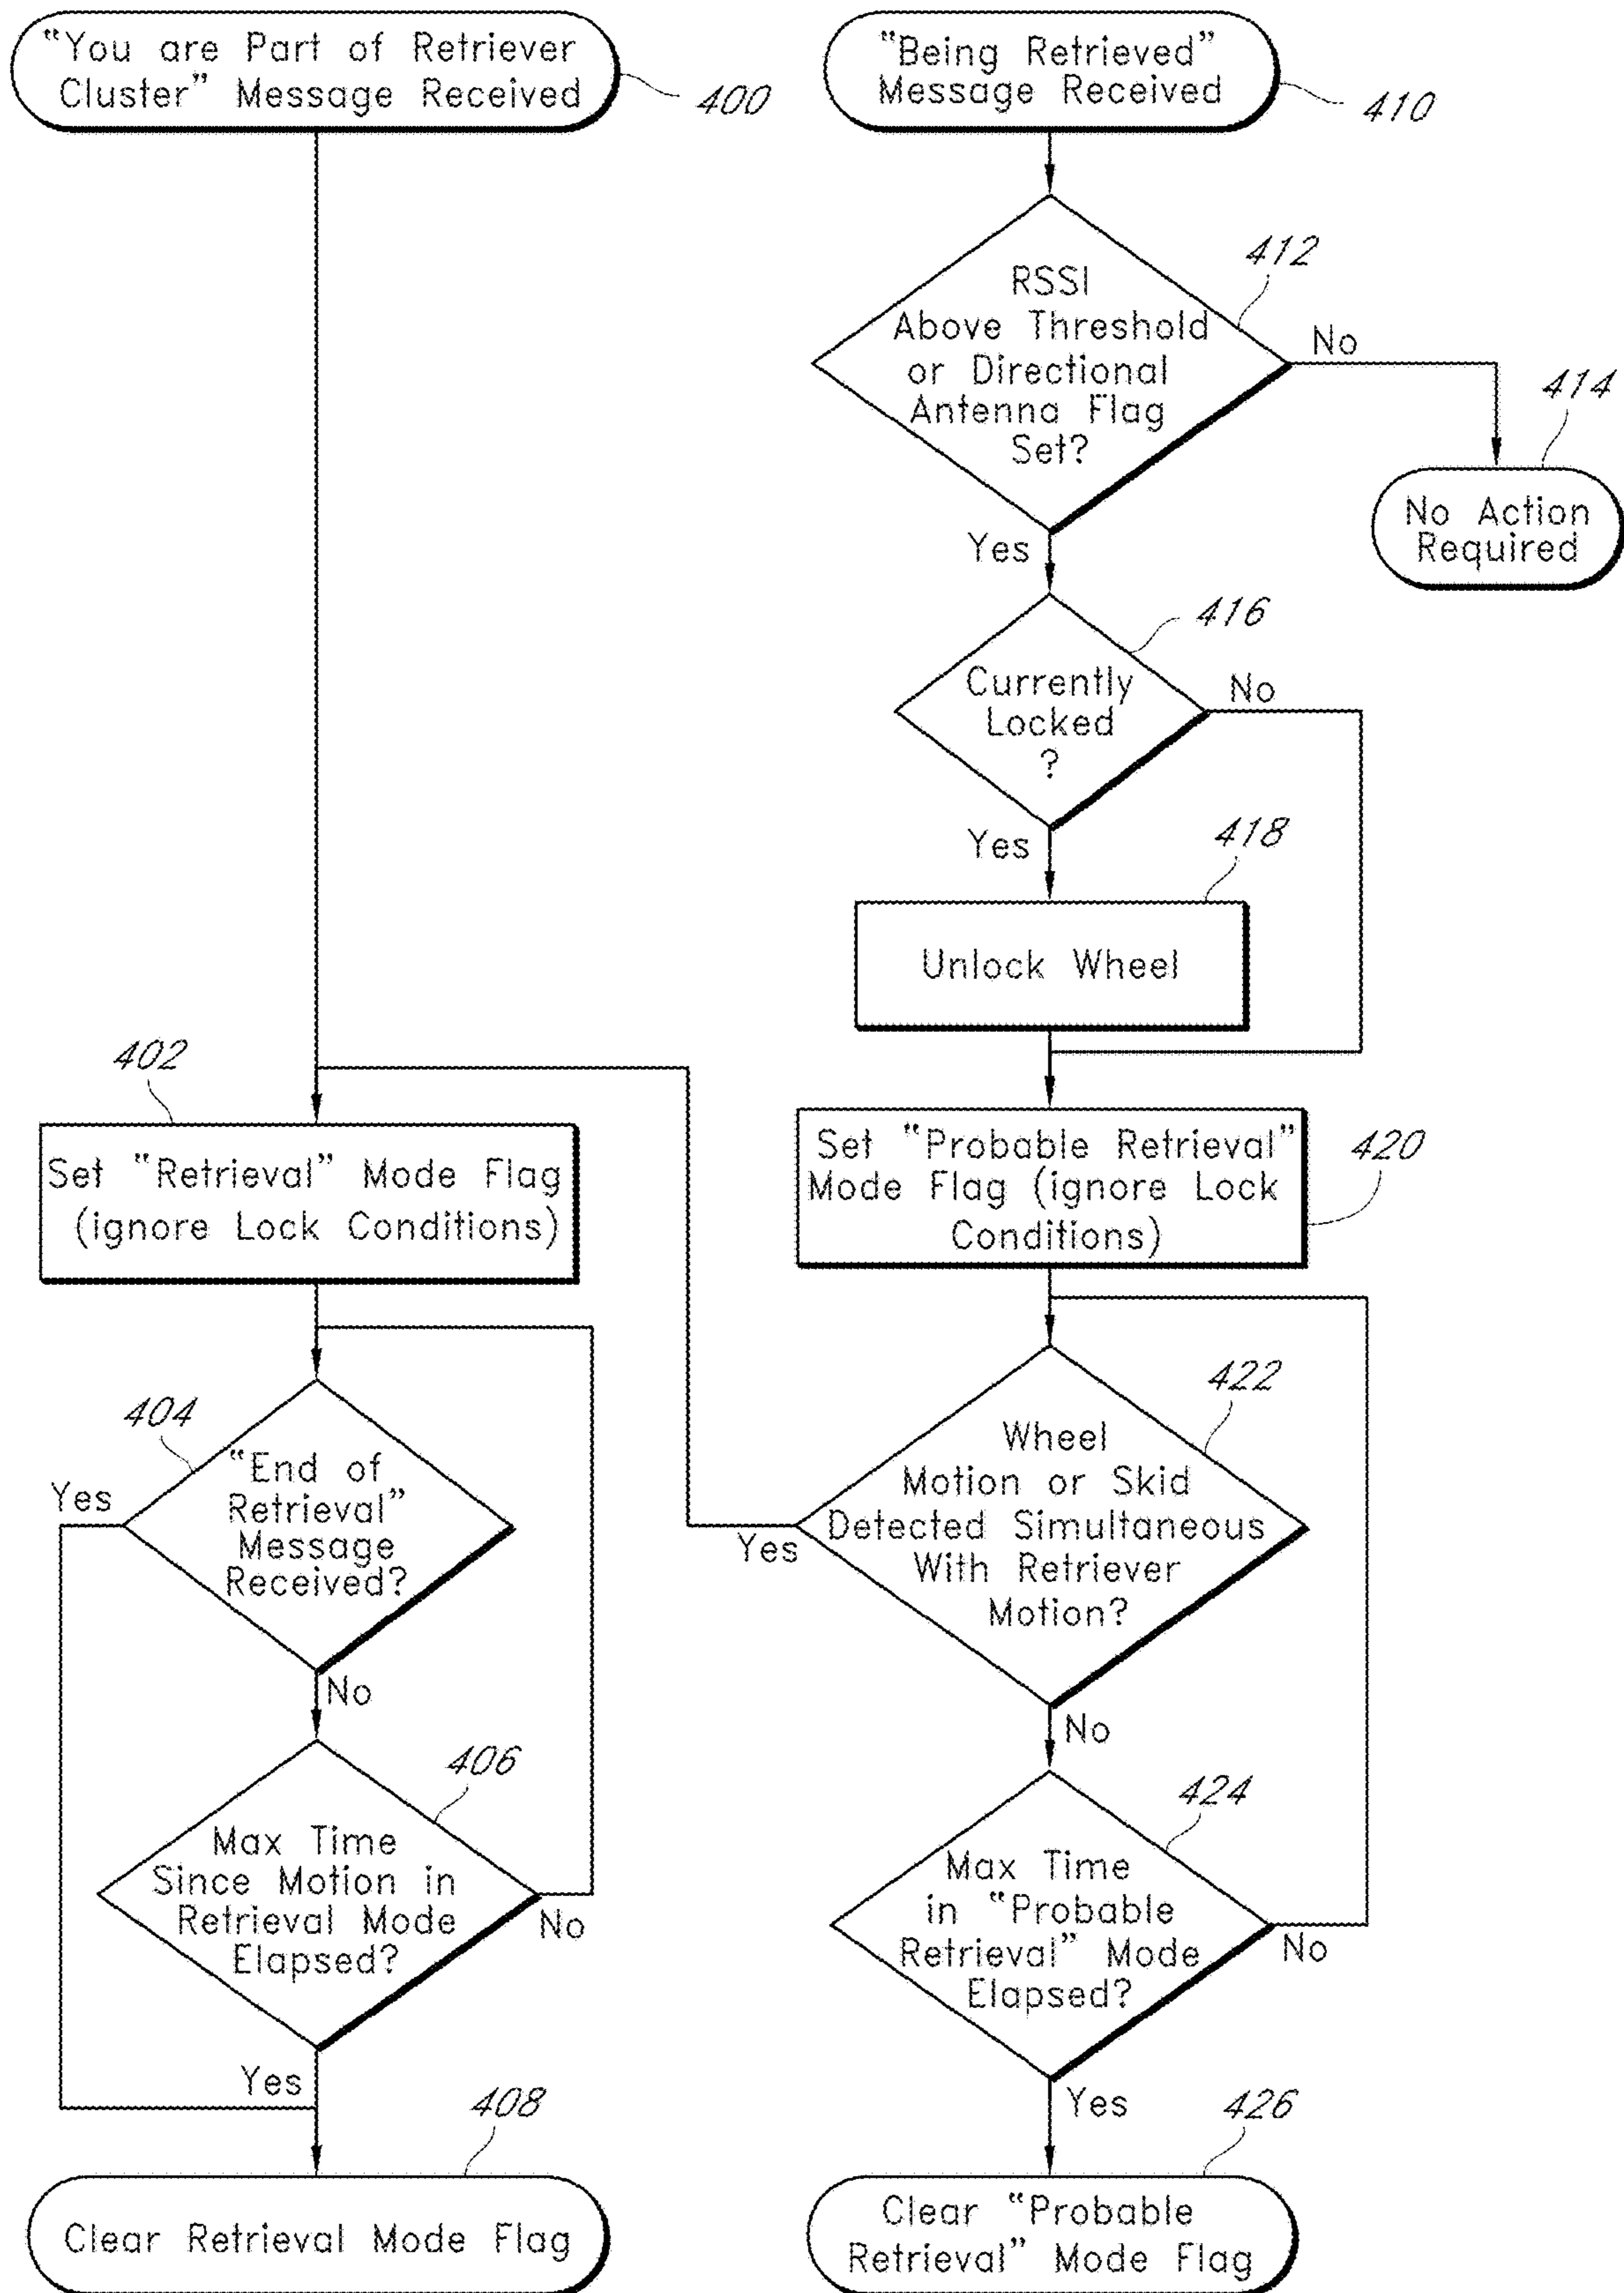 “You are Part of Retriever
Cluster” Message Received
400
“Being Retrieved”
Message Received
410
412
RSSI
Above Threshold
or Directional
Antenna Flag
Set?
No
414
No Action
Required
Yes
416
Currently
Locked
?
No
Yes
418
Unlock Wheel
402
Set “Retrieval” Mode Flag
(ignore Lock Conditions)
Set “Probable Retrieval”
Mode Flag (ignore Lock
Conditions)
420
404
“End of
Retrieval”
Message
Received?
Yes
No
422
Wheel
Motion or Skid
Detected Simultaneous
With Retriever
Motion?
Yes
No
406
Max Time
Since Motion in
Retrieval Mode
Elapsed?
No
Yes
424
Max Time
in “Probable
Retrieval” Mode
Elapsed?
No
Yes
408
Clear Retrieval Mode Flag
426
Clear “Probable
Retrieval” Mode Flag